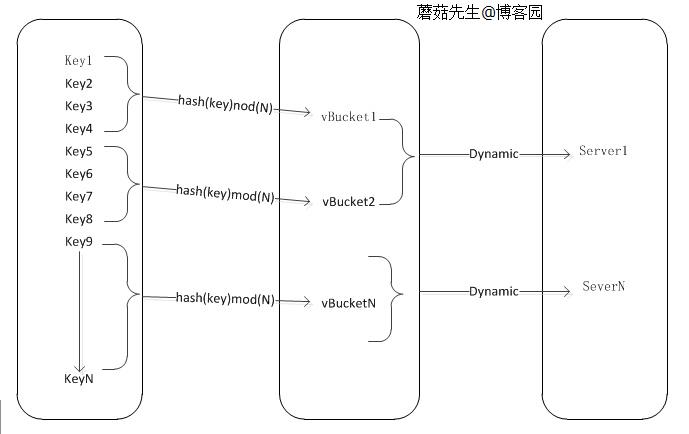 蘑菇先生@博客园
Key1
Key2
Key3
Key4
Key5
Key6
Key7
Key8
Key9
KeyN
hash(key)nod(N)
hash(key)mod(N)
hash(key)mod(N)
vBucket1
vBucket2
vBucketN
Dynamic
Dynamic
Server1
SeverN